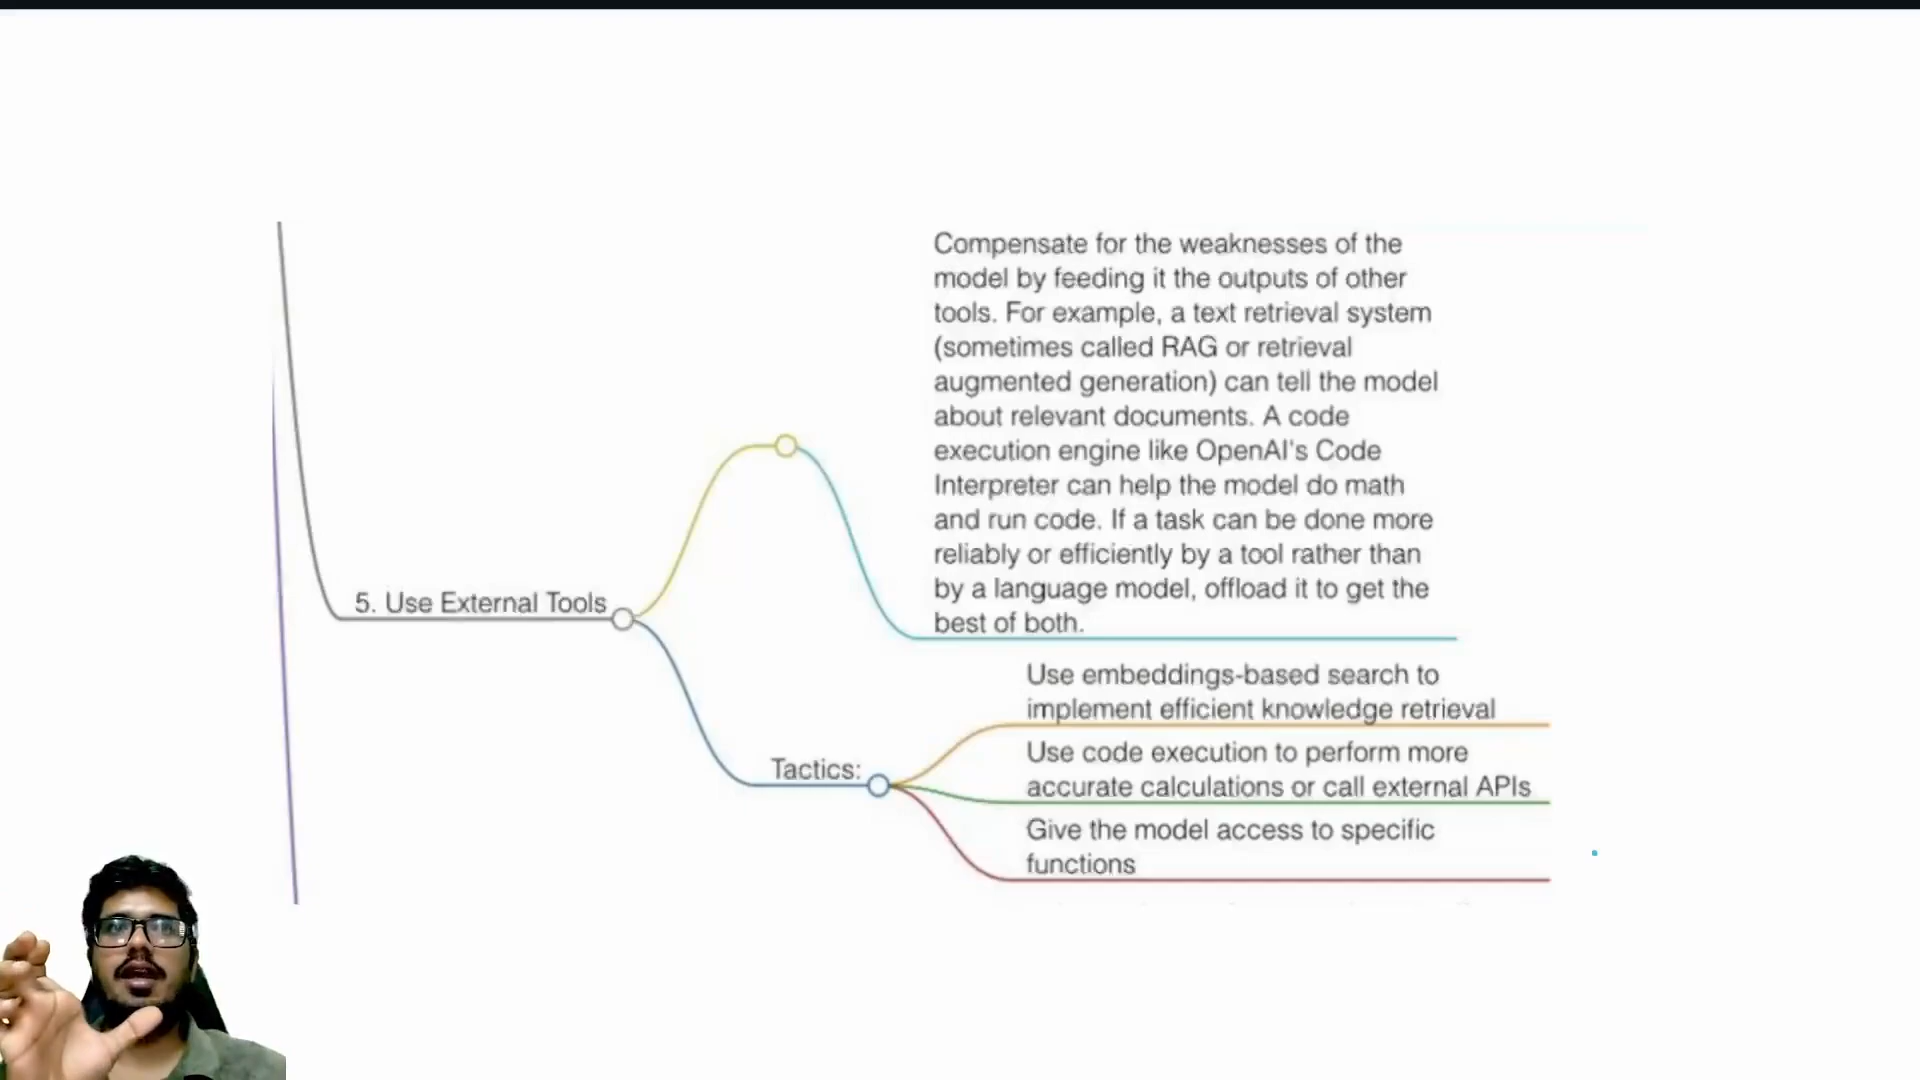 Compensate for the weaknesses of the
model by feeding it the outputs of other
tools. For example, a text retrieval system
(sometimes called RAG or retrieval
augmented generation) can tell the model
about relevant documents. A code
execution engine like OpenAI's Code
Interpreter can help the model do math
and run code. If a task can be done more
reliably or efficiently by a tool rather than
by a language model, offload it to get the
best of both.
5. Use External Tools
Use embeddings-based search to
implement efficient knowledge retrieval
Use code execution to perform more
accurate calculations or call external APIs
Tactics:
Give the model access to specific
functions